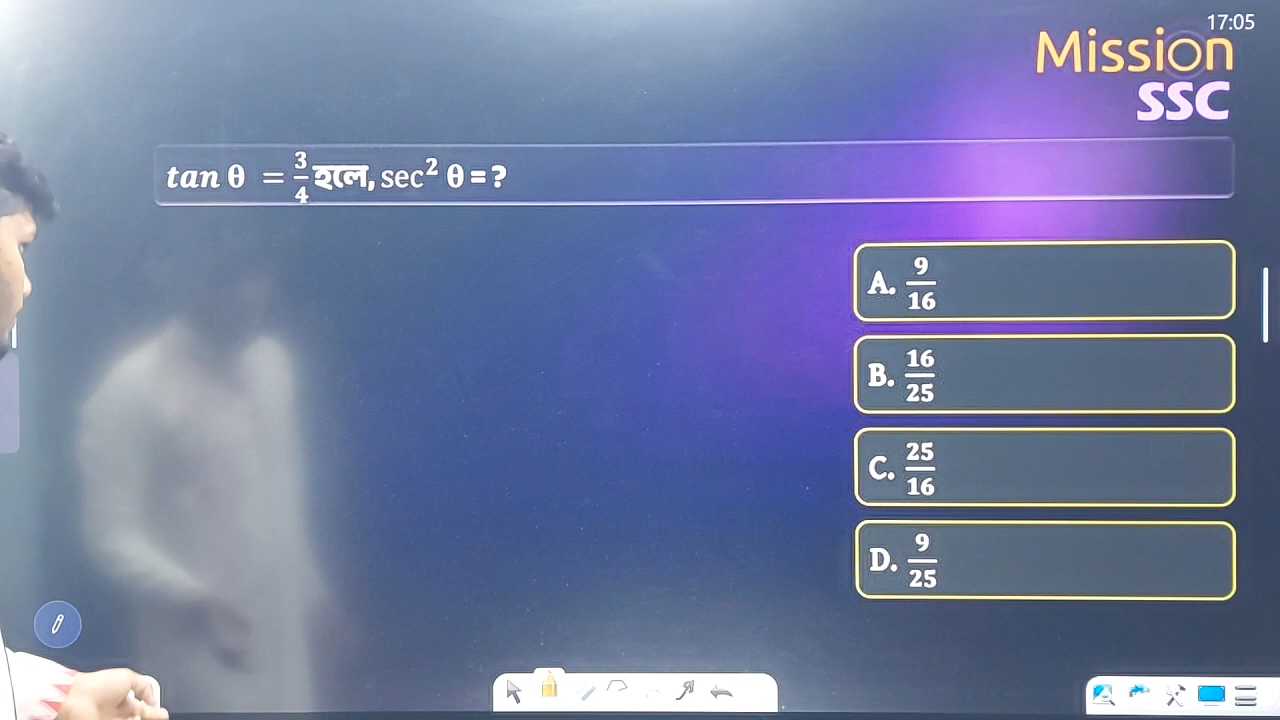 17:05
Mission
SSC
tan θ = 3/4 হলে, sec² θ = ?
A. 9/16
B. 16/25
C. 25/16
D. 9/25